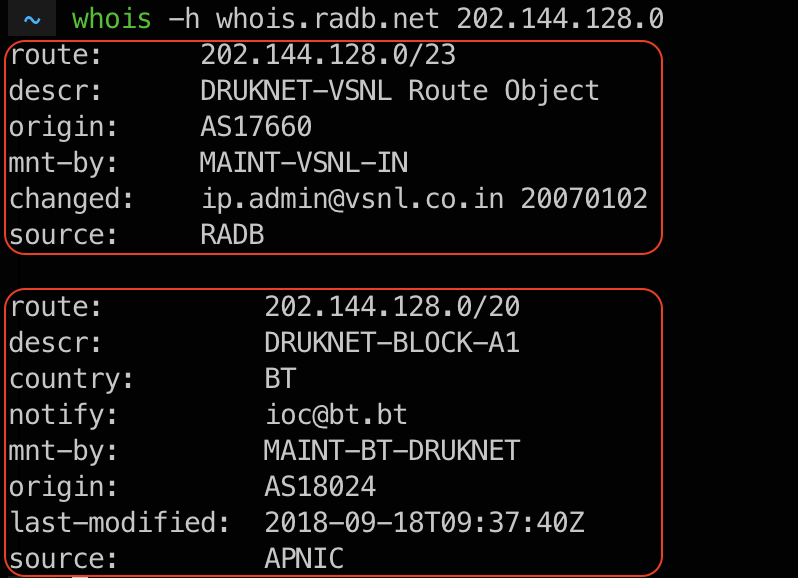 ~ whois -h whois.radb.net 202.144.128.0
route: 202.144.128.0/23
descr: DRUKNET-VSNL Route Object
origin: AS17660
mnt-by: MAINT-VSNL-IN
changed: ip.admin@vsnl.co.in 20070102
source: RADB
route: 202.144.128.0/20
descr: DRUKNET-BLOCK-A1
country: BT
notify: ioc@bt.bt
mnt-by: MAINT-BT-DRUKNET
origin: AS18024
last-modified: 2018-09-18T09:37:40Z
source: APNIC